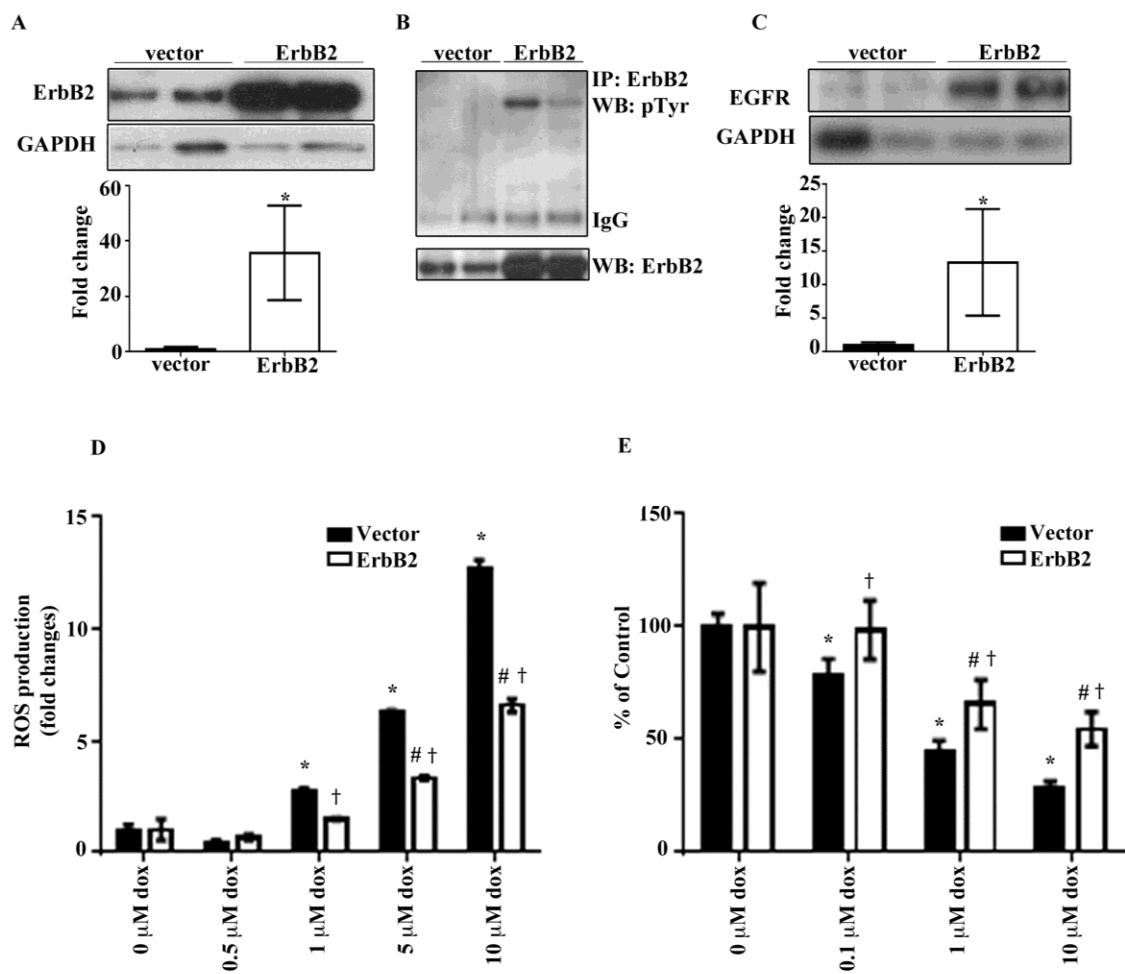 A
vector
ErbB2
ErbB2
GAPDH
60
40
20
0
Fold change
*
vector
ErbB2
B
vector
ErbB2
IP: ErbB2
WB: pTyr
IgG
WB: ErbB2
C
vector
ErbB2
EGFR
GAPDH
25
20
15
10
5
0
Fold change
*
vector
ErbB2
D
15
10
5
0
ROS production
(fold changes)
Vector
ErbB2
*
†
*
# †
*
# †
0 µM dox
0.5 µM dox
1 µM dox
5 µM dox
10 µM dox
E
150
100
50
0
% of Control
Vector
ErbB2
*
†
*
# †
*
# †
0 µM dox
0.1 µM dox
1 µM dox
10 µM dox